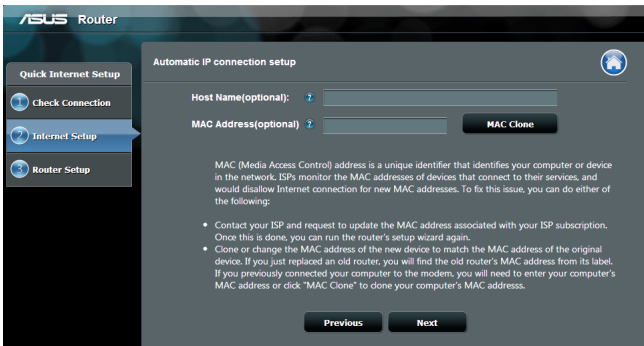 ASUS Router
Quick Internet Setup
1 Check Connection
2 Internet Setup
3 Router Setup
Automatic IP connection setup
Host Name(optional): ?
MAC Address(optional) ? MAC Clone
MAC (Media Access Control) address is a unique identifier that identifies your computer or device
in the network. ISPs monitor the MAC addresses of devices that connect to their services, and
would disallow Internet connection for new MAC addresses. To fix this issue, you can do either of
the following:
• Contact your ISP and request to update the MAC address associated with your ISP subscription.
Once this is done, you can run the router's setup wizard again.
• Clone or change the MAC address of the new device to match the MAC address of the original
device. If you just replaced an old router, you will find the old router's MAC address from its label.
If you previously connected your computer to the modem, you will need to enter your computer's
MAC address or click "MAC Clone" to clone your computer's MAC addresss.
Previous Next